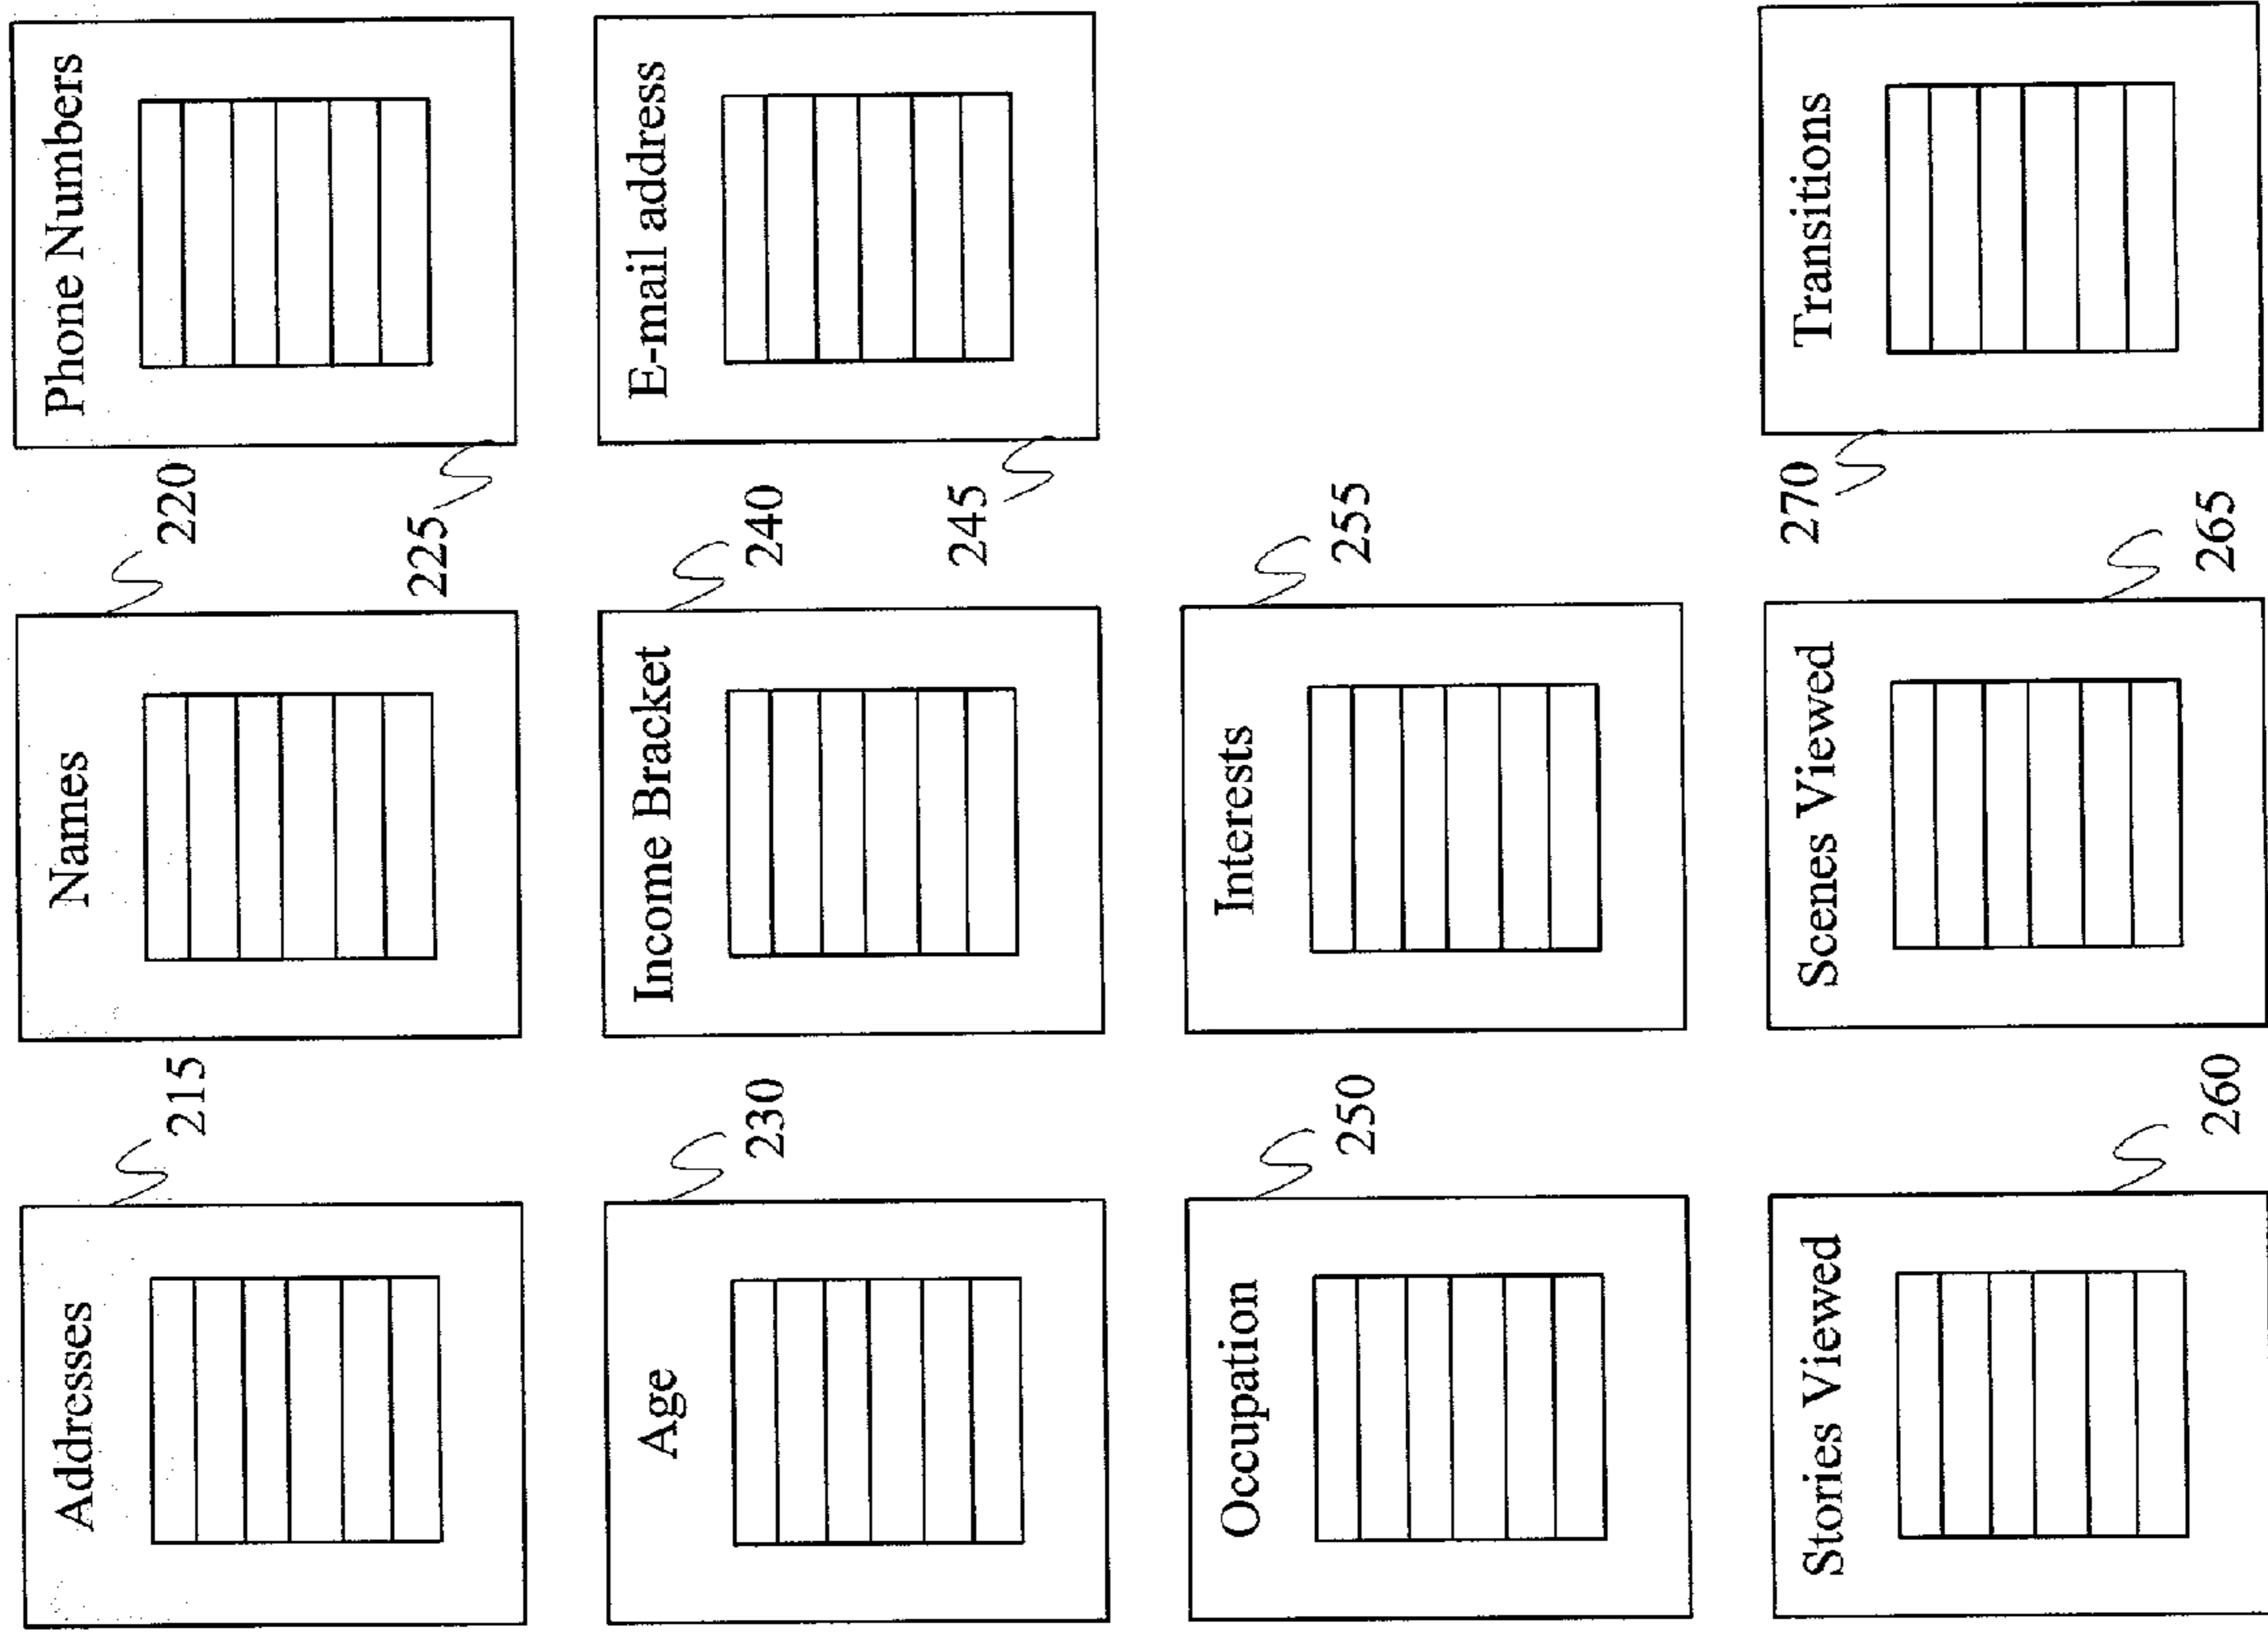 Addresses
215
Names
220
Phone Numbers
225
Age
230
Income Bracket
240
E-mail address
245
Occupation
250
Interests
255
Stories Viewed
260
Scenes Viewed
265
Transitions
270